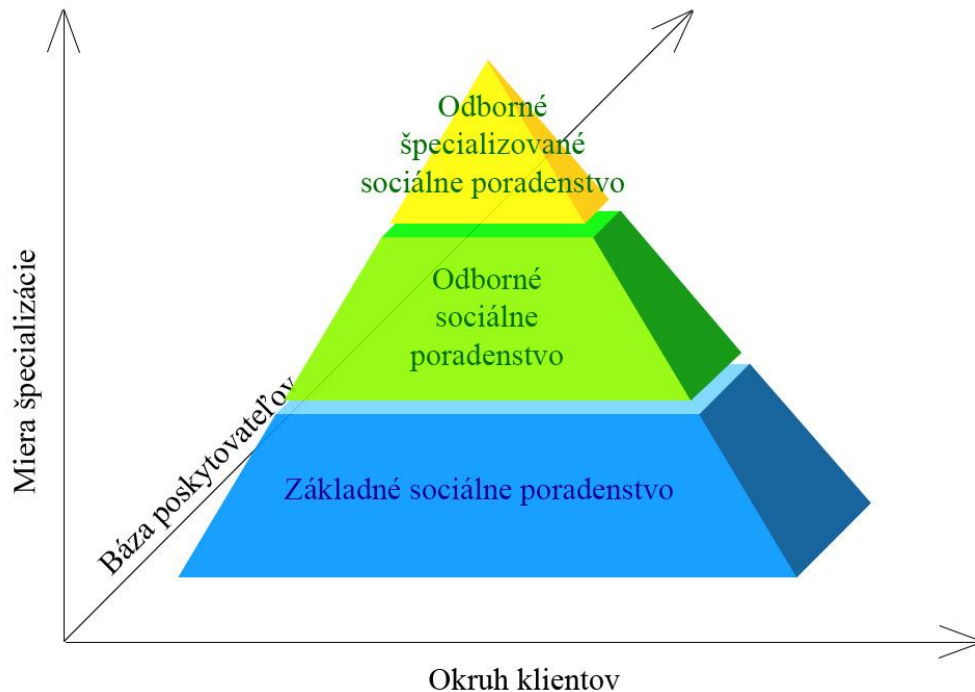 Odborné
špecializované
sociálne poradenstvo
Odborné
sociálne
poradenstvo
Základné sociálne poradenstvo
Miera špecializácie
Báza poskytovateľov
Okruh klientov